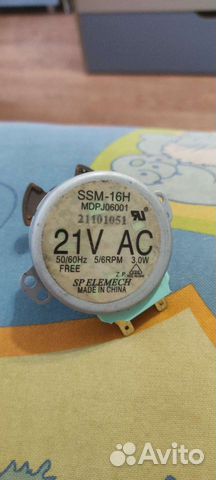 SSM-16H
MDPJ06001
21101051
21V AC
50/60Hz 5/6RPM 3.0W
FREE
Z.P.
SP ELEMECH
MADE IN CHINA
Avito